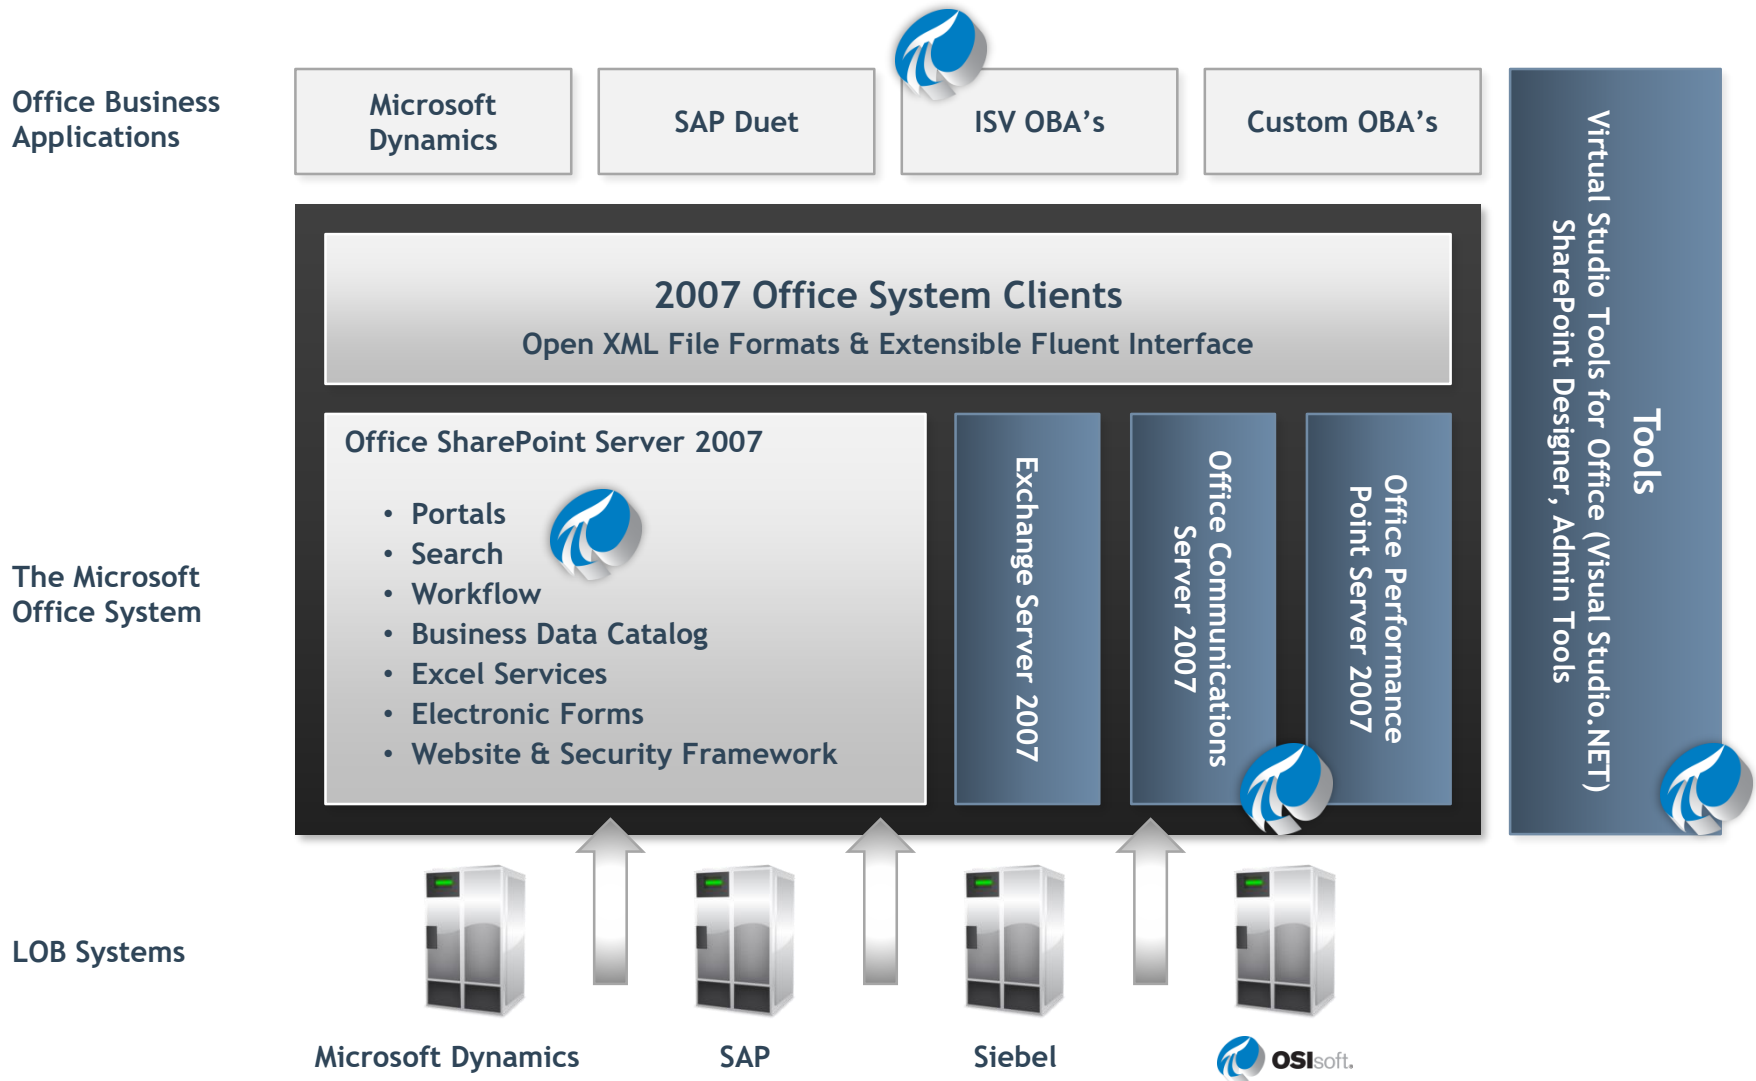 Office Business
Applications
Microsoft
Dynamics
SAP Duet
ISV OBA’s
Custom OBA’s
2007 Office System Clients
Open XML File Formats & Extensible Fluent Interface
The Microsoft
Office System
Office SharePoint Server 2007
• Portals
• Search
• Workflow
• Business Data Catalog
• Excel Services
• Electronic Forms
• Website & Security Framework
Exchange Server 2007
Office Communications
Server 2007
Office Performance
Point Server 2007
Tools
Virtual Studio Tools for Office (Visual Studio.NET)
SharePoint Designer, Admin Tools
LOB Systems
Microsoft Dynamics
SAP
Siebel
OSIsoft.